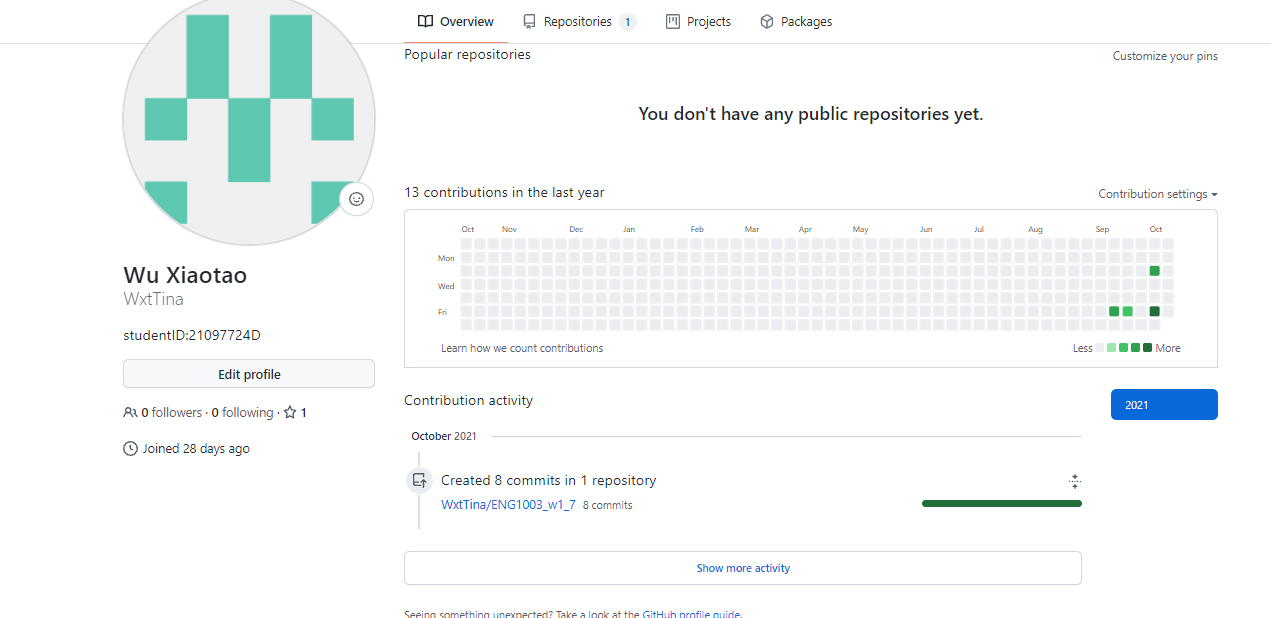 Overview Repositories 1 Projects Packages
Popular repositories
Customize your pins
You don't have any public repositories yet.
13 contributions in the last year
Contribution settings
Oct Nov Dec Jan Feb Mar Apr May Jun Jul Aug Sep Oct
Mon
Wed
Fri
Learn how we count contributions
Less More
Wu Xiaotao
WxtTina
studentID:21097724D
Edit profile
0 followers · 0 following · 1
Joined 28 days ago
Contribution activity
2021
October 2021
Created 8 commits in 1 repository
WxtTina/ENG1003_w1_7 8 commits
Show more activity
Seeing something unexpected? Take a look at the GitHub profile guide.